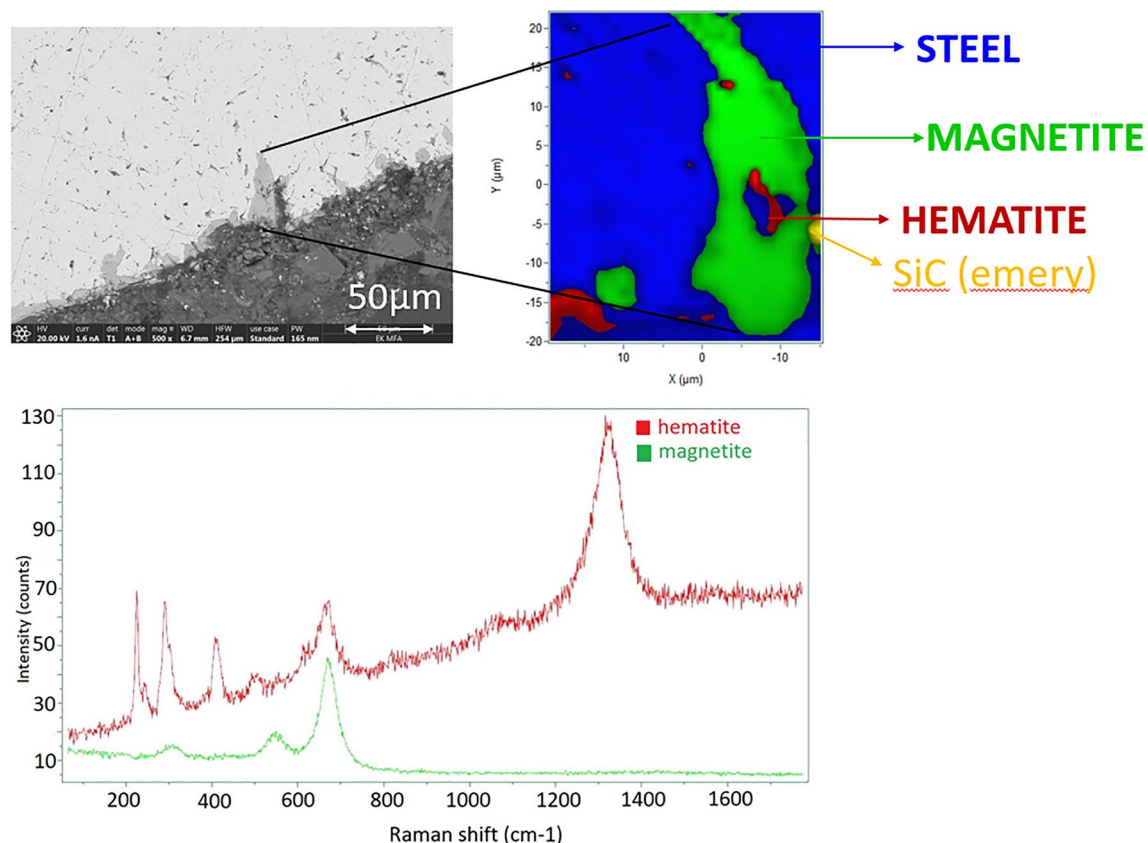 50µm
HV curr det mode mag WD HFW use case PW
20.00 kV 1.6 nA T1 A+B 500 x 6.7 mm 254 µm Standard 165 nm EK MFA
20
15
10
5
0
-5
-10
-15
-20
Y (µm)
10 0 -10
X (µm)
STEEL
MAGNETITE
HEMATITE
SiC (emery)
130
110
90
70
50
30
10
Intensity (counts)
hematite
magnetite
200 400 600 800 1000 1200 1400 1600
Raman shift (cm-1)